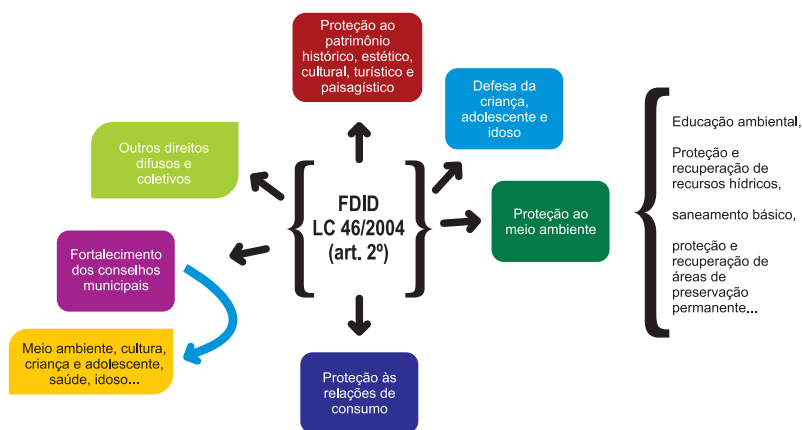 Proteção ao
patrimônio
histórico, estético,
cultural, turístico e
paisagístico
Defesa da
criança,
adolescente e
idoso
Outros direitos
difusos e
coletivos
FDID
LC 46/2004
(art. 2º)
Proteção ao
meio ambiente
Educação ambiental,
Proteção e
recuperação de
recursos hídricos,
saneamento básico,
proteção e
recuperação de
áreas de
preservação
permanente...
Fortalecimento
dos conselhos
municipais
Meio ambiente, cultura,
criança e adolescente,
saúde, idoso...
Proteção às
relações de
consumo